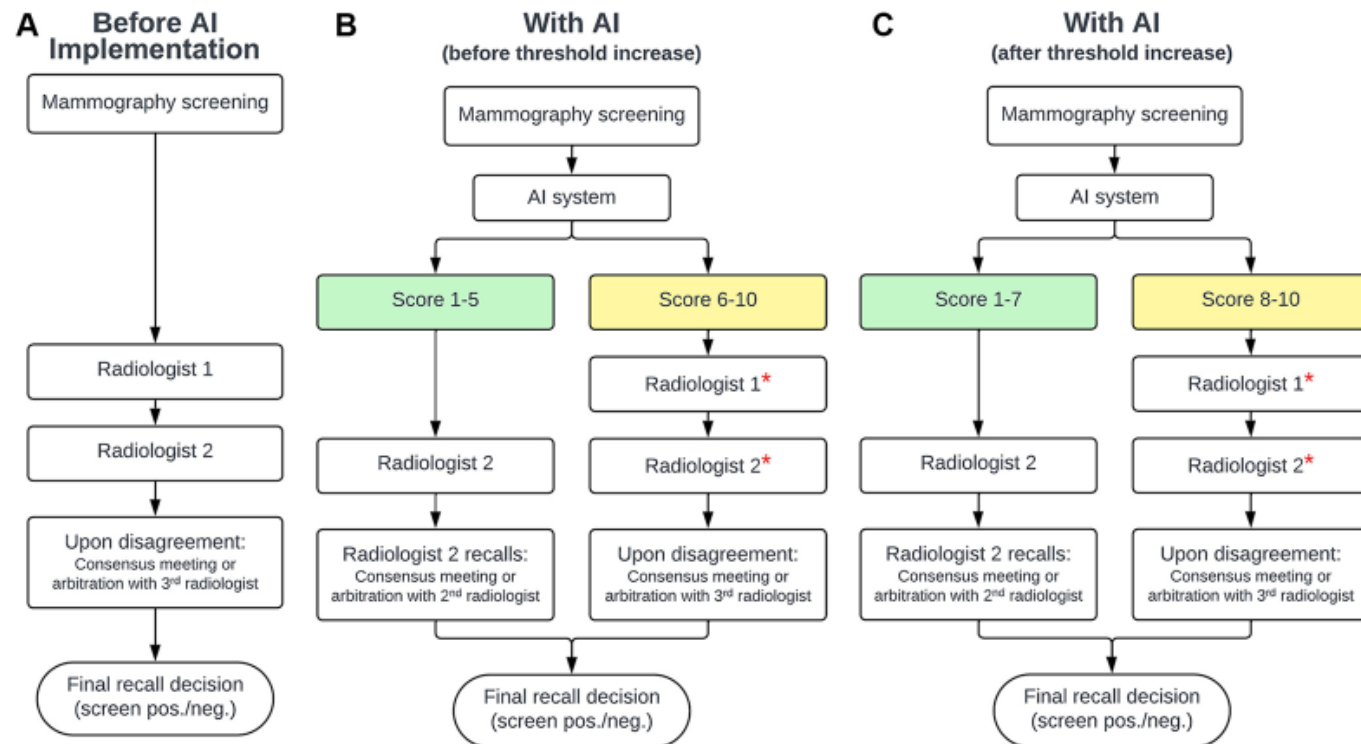 A
Before AI
Implementation
Mammography screening
Radiologist 1
Radiologist 2
Upon disagreement:
Consensus meeting or
arbitration with 3rd radiologist
Final recall decision
(screen pos./neg.)
B
With AI
(before threshold increase)
Mammography screening
AI system
Score 1-5
Score 6-10
Radiologist 1*
Radiologist 2
Radiologist 2*
Radiologist 2 recalls:
Consensus meeting or
arbitration with 2nd radiologist
Upon disagreement:
Consensus meeting or
arbitration with 3rd radiologist
Final recall decision
(screen pos./neg.)
C
With AI
(after threshold increase)
Mammography screening
AI system
Score 1-7
Score 8-10
Radiologist 1*
Radiologist 2
Radiologist 2*
Radiologist 2 recalls:
Consensus meeting or
arbitration with 2nd radiologist
Upon disagreement:
Consensus meeting or
arbitration with 3rd radiologist
Final recall decision
(screen pos./neg.)